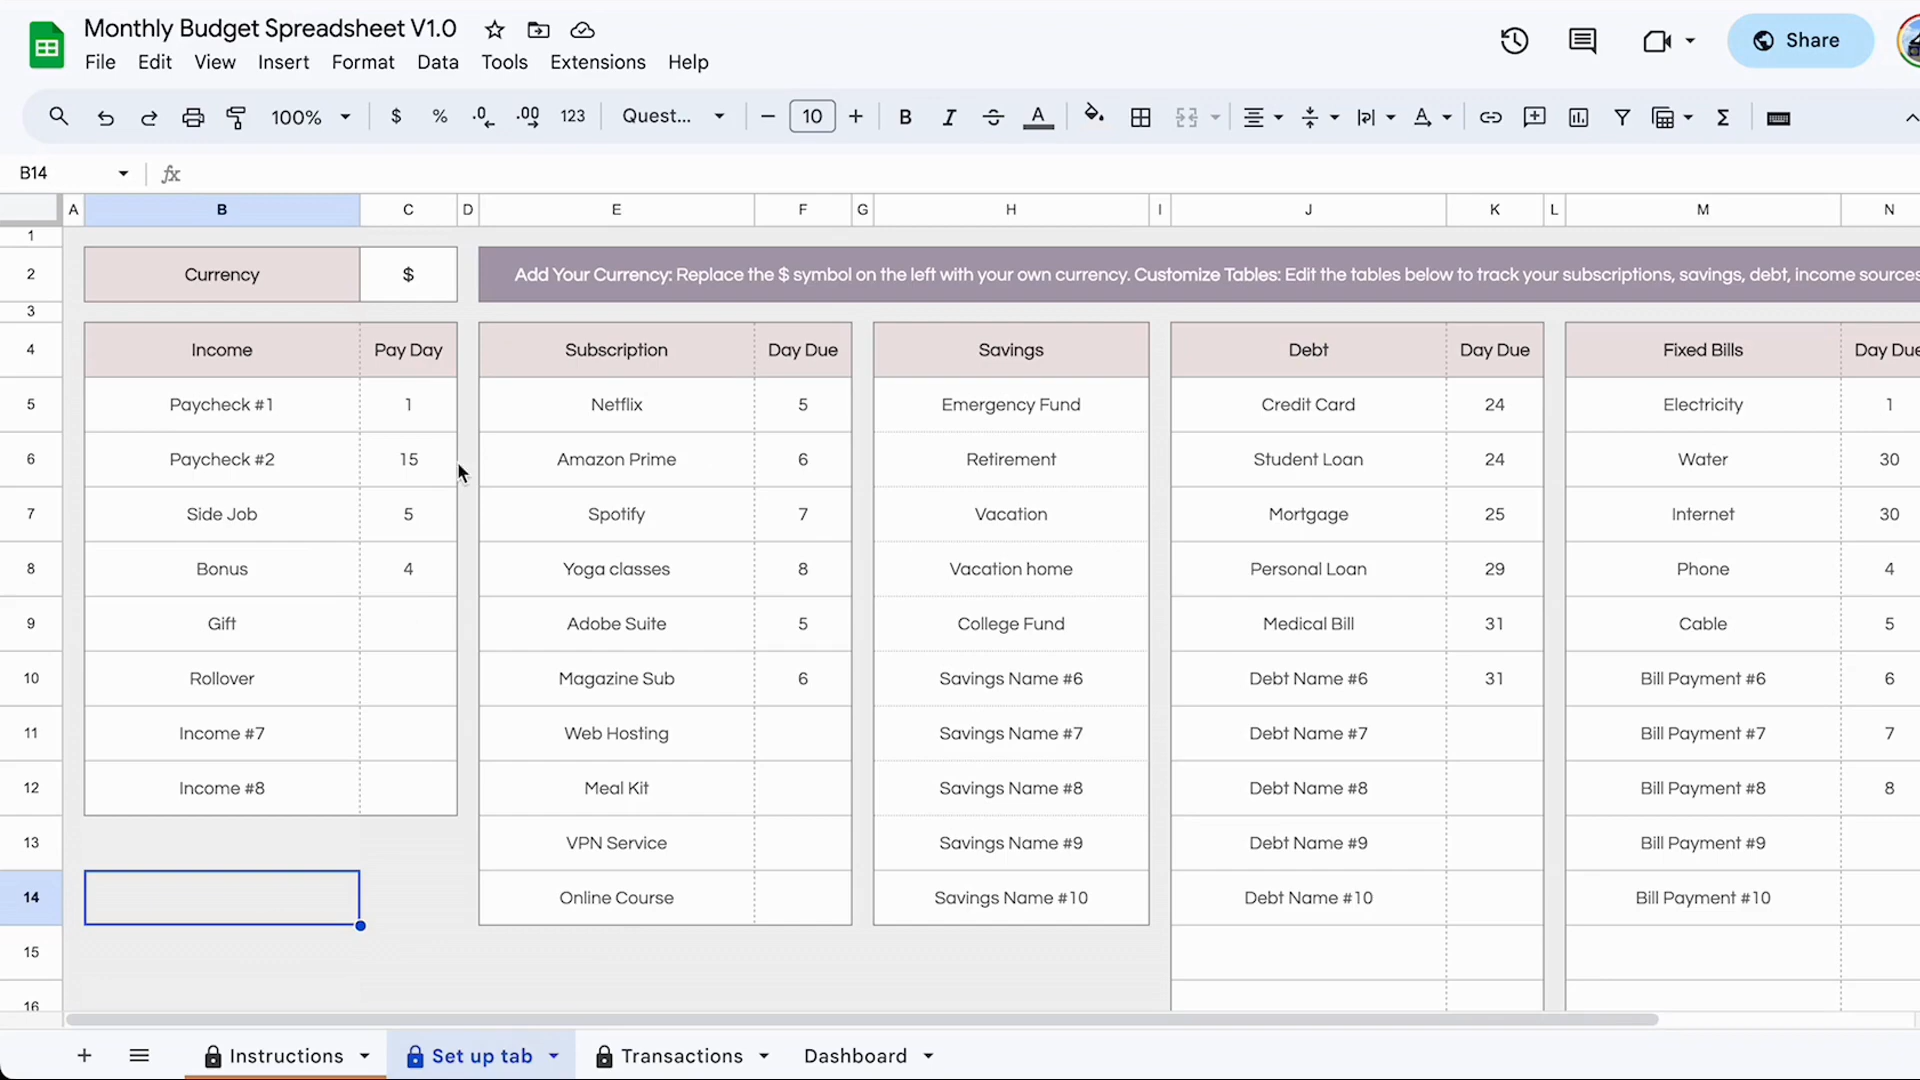 Monthly Budget Spreadsheet V1.0
File Edit View Insert Format Data Tools Extensions Help
Share
100% $ % .0 .00 123 Quest... 10 B I S A
B14 fx
A B C D E F G H I J K L M N
1
2 Currency $ Add Your Currency: Replace the $ symbol on the left with your own currency. Customize Tables: Edit the tables below to track your subscriptions, savings, debt, income sources
3
4 Income Pay Day Subscription Day Due Savings Debt Day Due Fixed Bills Day Due
5 Paycheck #1 1 Netflix 5 Emergency Fund Credit Card 24 Electricity 1
6 Paycheck #2 15 Amazon Prime 6 Retirement Student Loan 24 Water 30
7 Side Job 5 Spotify 7 Vacation Mortgage 25 Internet 30
8 Bonus 4 Yoga classes 8 Vacation home Personal Loan 29 Phone 4
9 Gift Adobe Suite 5 College Fund Medical Bill 31 Cable 5
10 Rollover Magazine Sub 6 Savings Name #6 Debt Name #6 31 Bill Payment #6 6
11 Income #7 Web Hosting Savings Name #7 Debt Name #7 Bill Payment #7 7
12 Income #8 Meal Kit Savings Name #8 Debt Name #8 Bill Payment #8 8
13 VPN Service Savings Name #9 Debt Name #9 Bill Payment #9
14 Online Course Savings Name #10 Debt Name #10 Bill Payment #10
15
16
Instructions Set up tab Transactions Dashboard